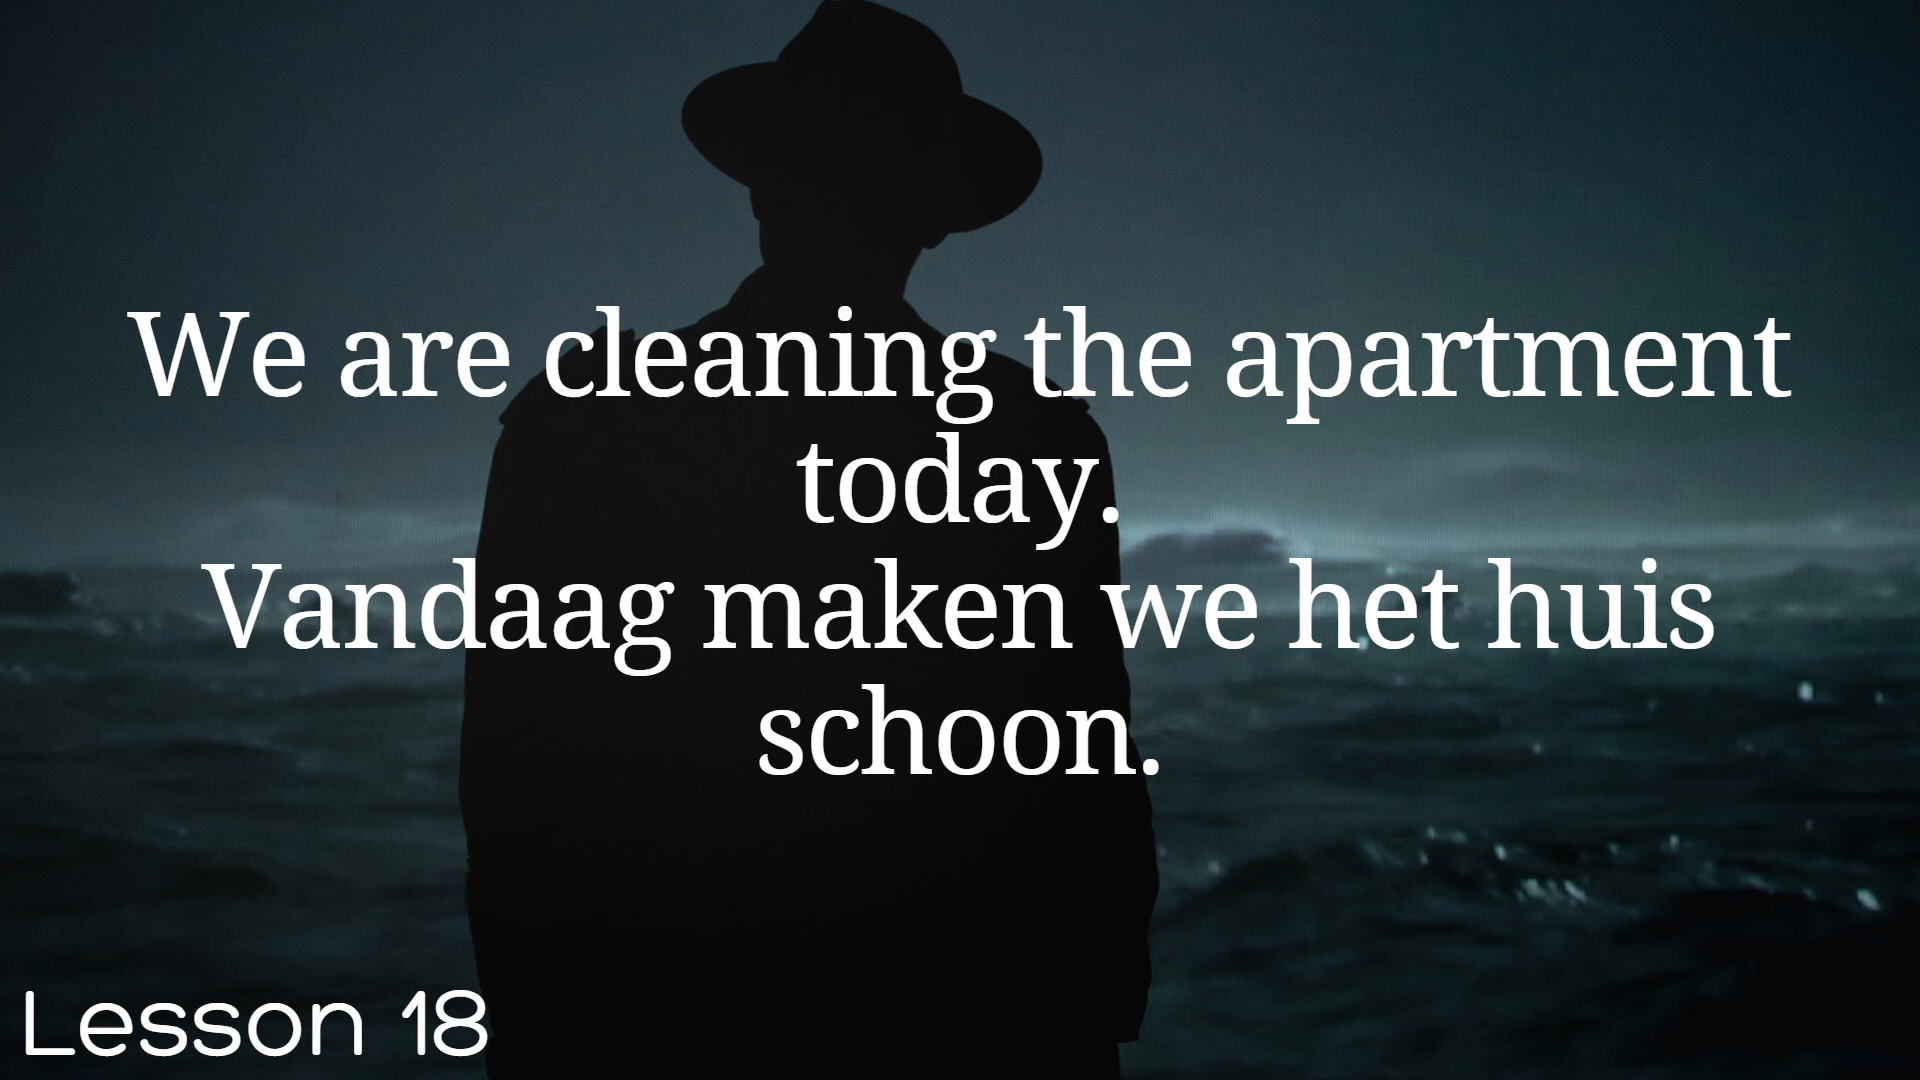 We are cleaning the apartment
today.
Vandaag maken we het huis
schoon.
Lesson 18